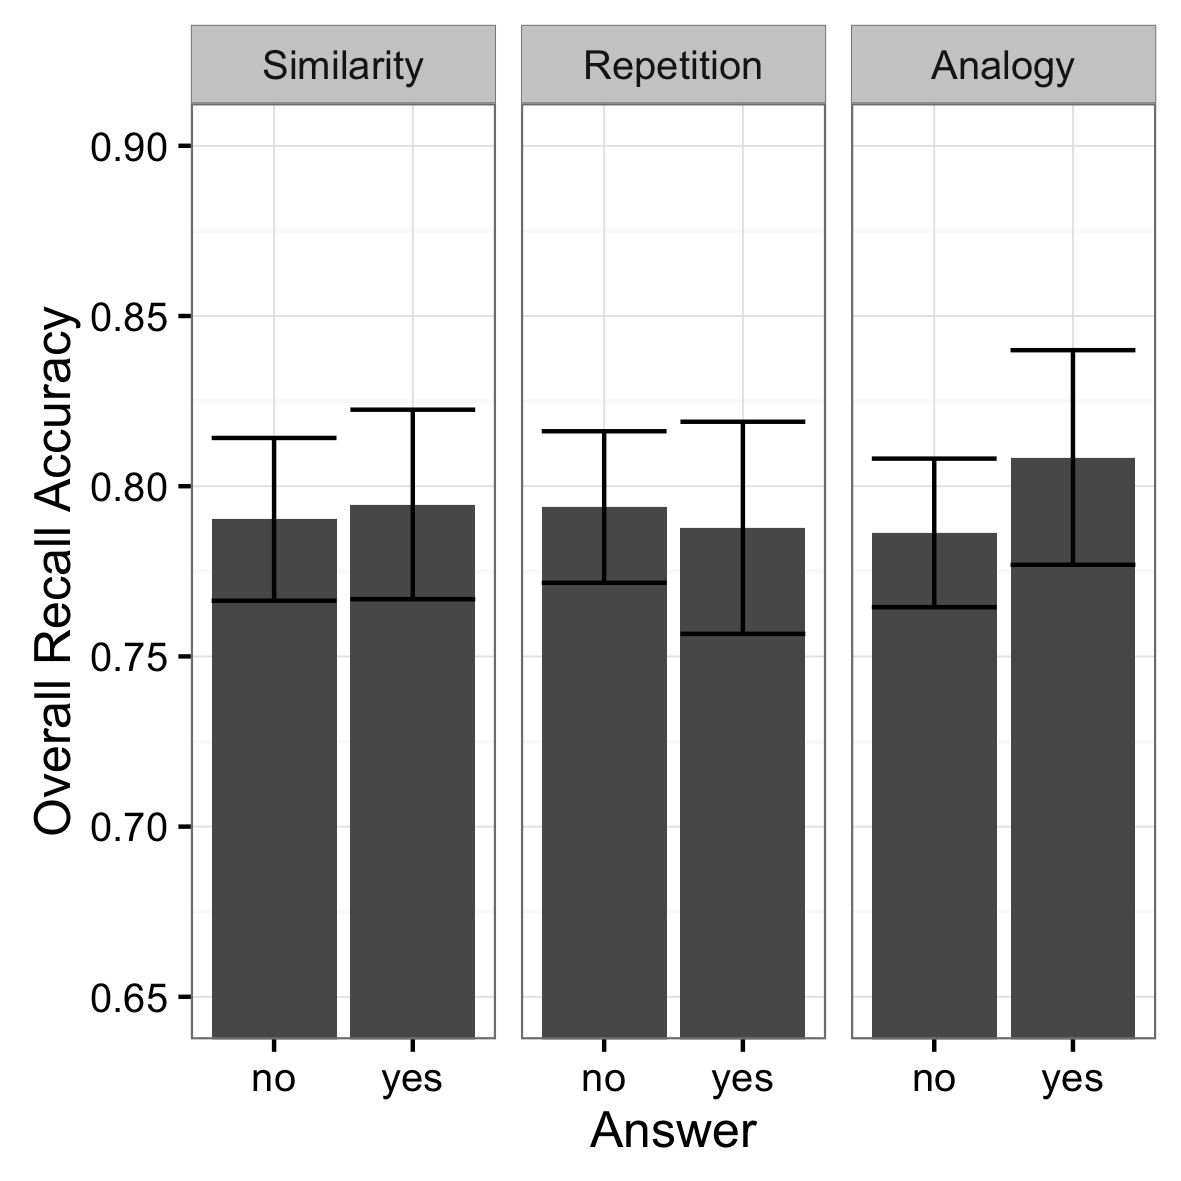 Similarity Repetition Analogy
0.90
0.85
0.80
0.75
0.70
0.65
Overall Recall Accuracy
no yes no yes no yes
Answer